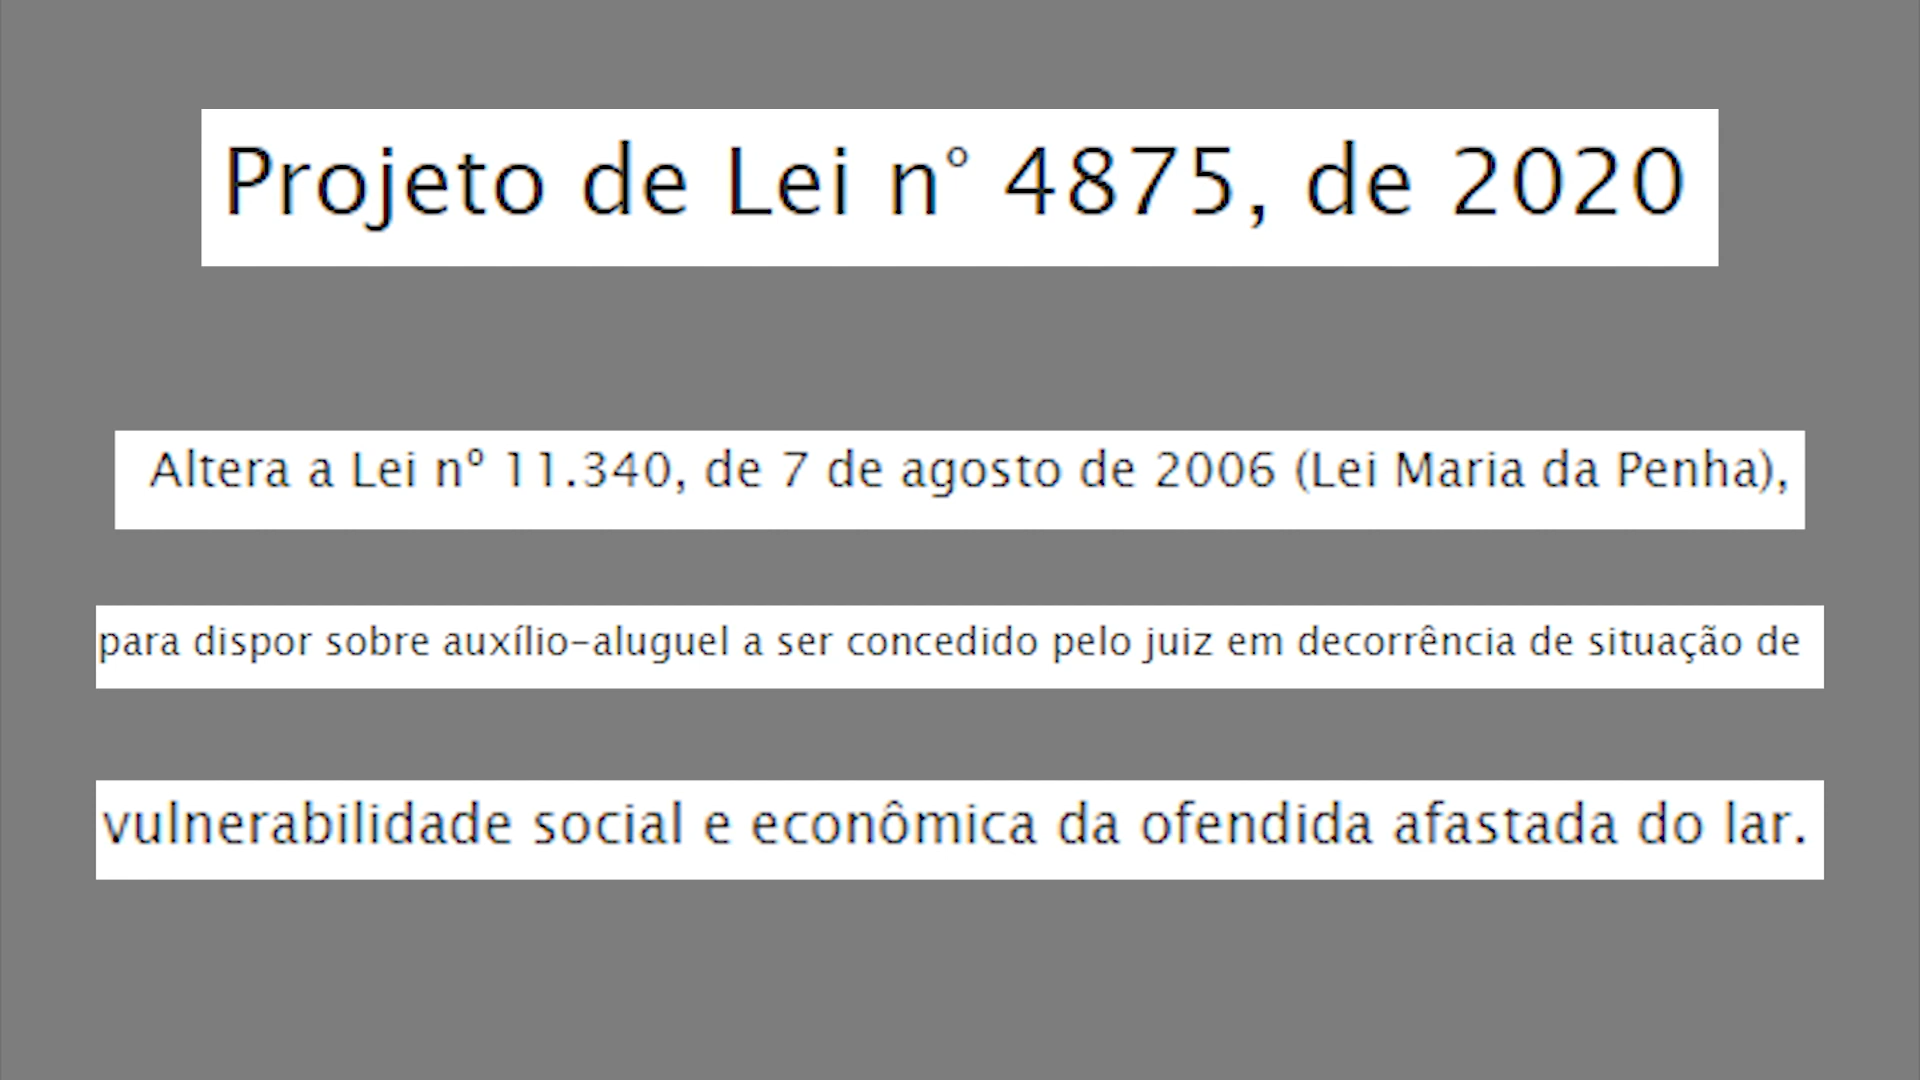 Projeto de Lei n° 4875, de 2020
Altera a Lei nº 11.340, de 7 de agosto de 2006 (Lei Maria da Penha),
para dispor sobre auxílio-aluguel a ser concedido pelo juiz em decorrência de situação de
vulnerabilidade social e econômica da ofendida afastada do lar.